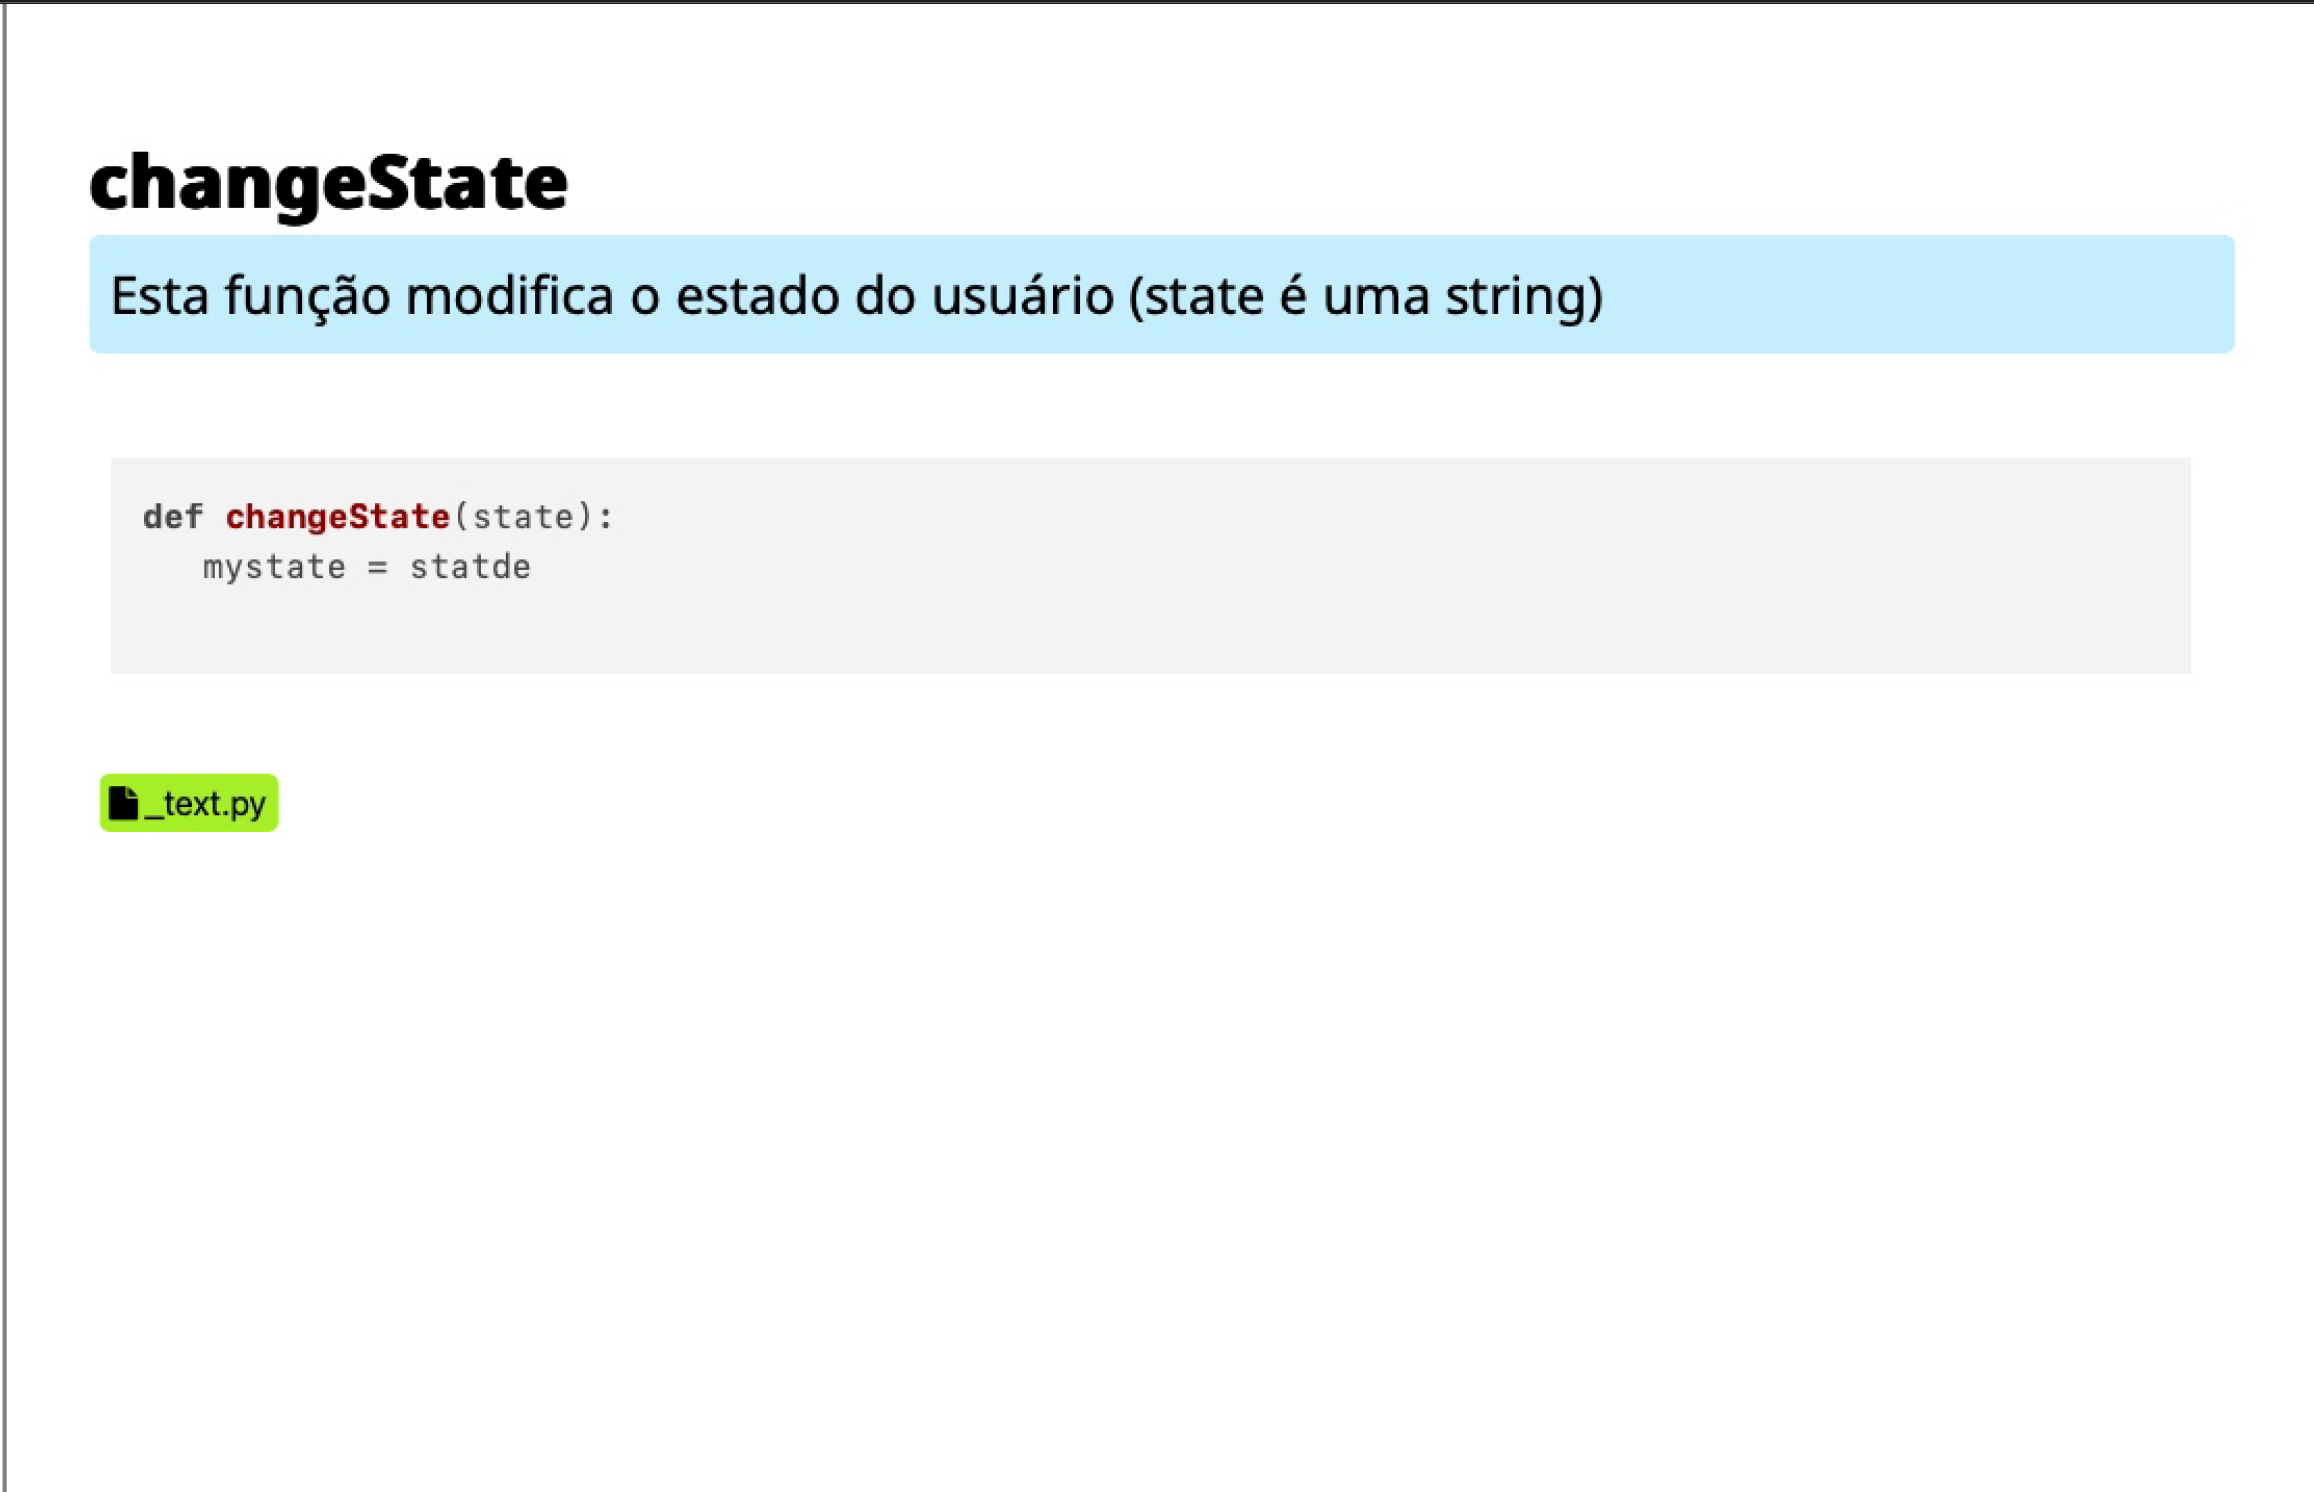 changeState
Esta função modifica o estado do usuário (state é uma string)
def changeState(state):
mystate = statde
_text.py